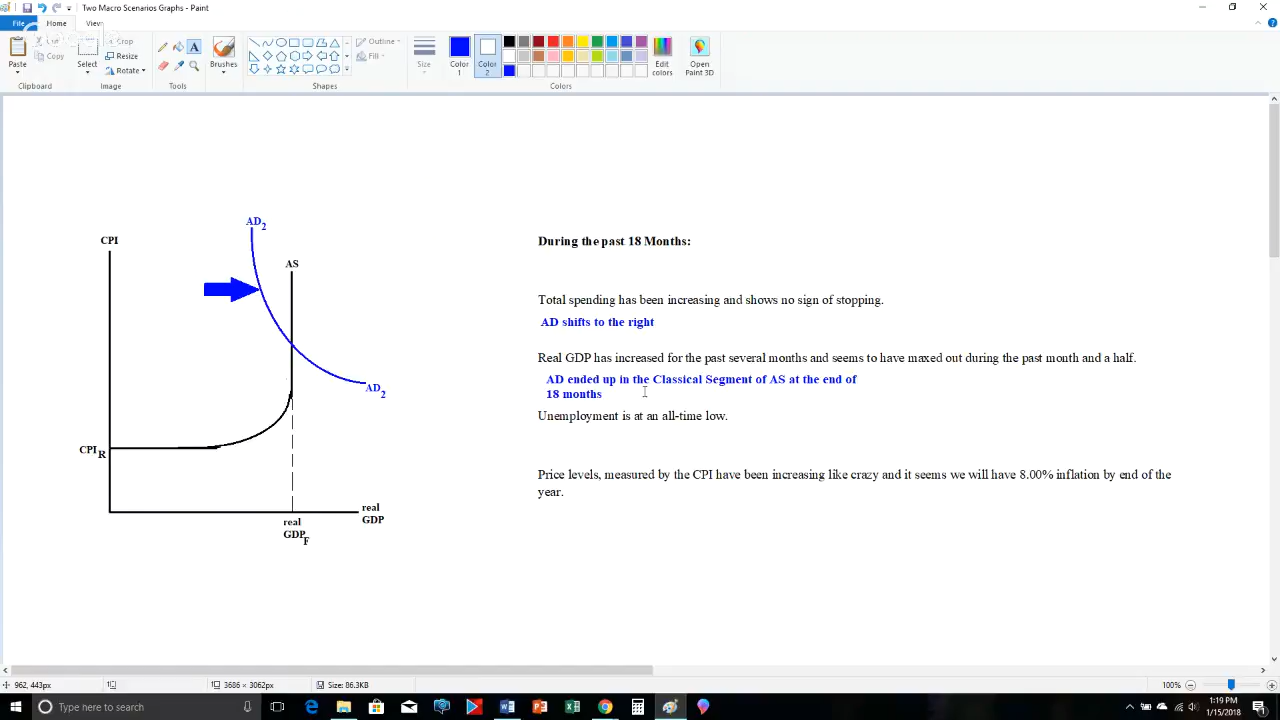 Two Macro Scenarios Graphs - Paint
File
Home
View
Paste
Cut
Copy
Clipboard
Select
Crop
Resize
Rotate
Image
A
Tools
Brushes
Shapes
Outline
Fill
Size
Color
1
Color
2
Edit
colors
Open
Paint 3D
Colors
CPI
AD2
AS
CPIR
AD2
real
GDP
real
GDPF
During the past 18 Months:
Total spending has been increasing and shows no sign of stopping.
AD shifts to the right
Real GDP has increased for the past several months and seems to have maxed out during the past month and a half.
AD ended up in the Classical Segment of AS at the end of
18 months
Unemployment is at an all-time low.
Price levels, measured by the CPI have been increasing like crazy and it seems we will have 8.00% inflation by end of the
year.
962, 443px
3686 × 3062px
Size: 86.3KB
100%
Type here to search
1:19 PM
1/15/2018